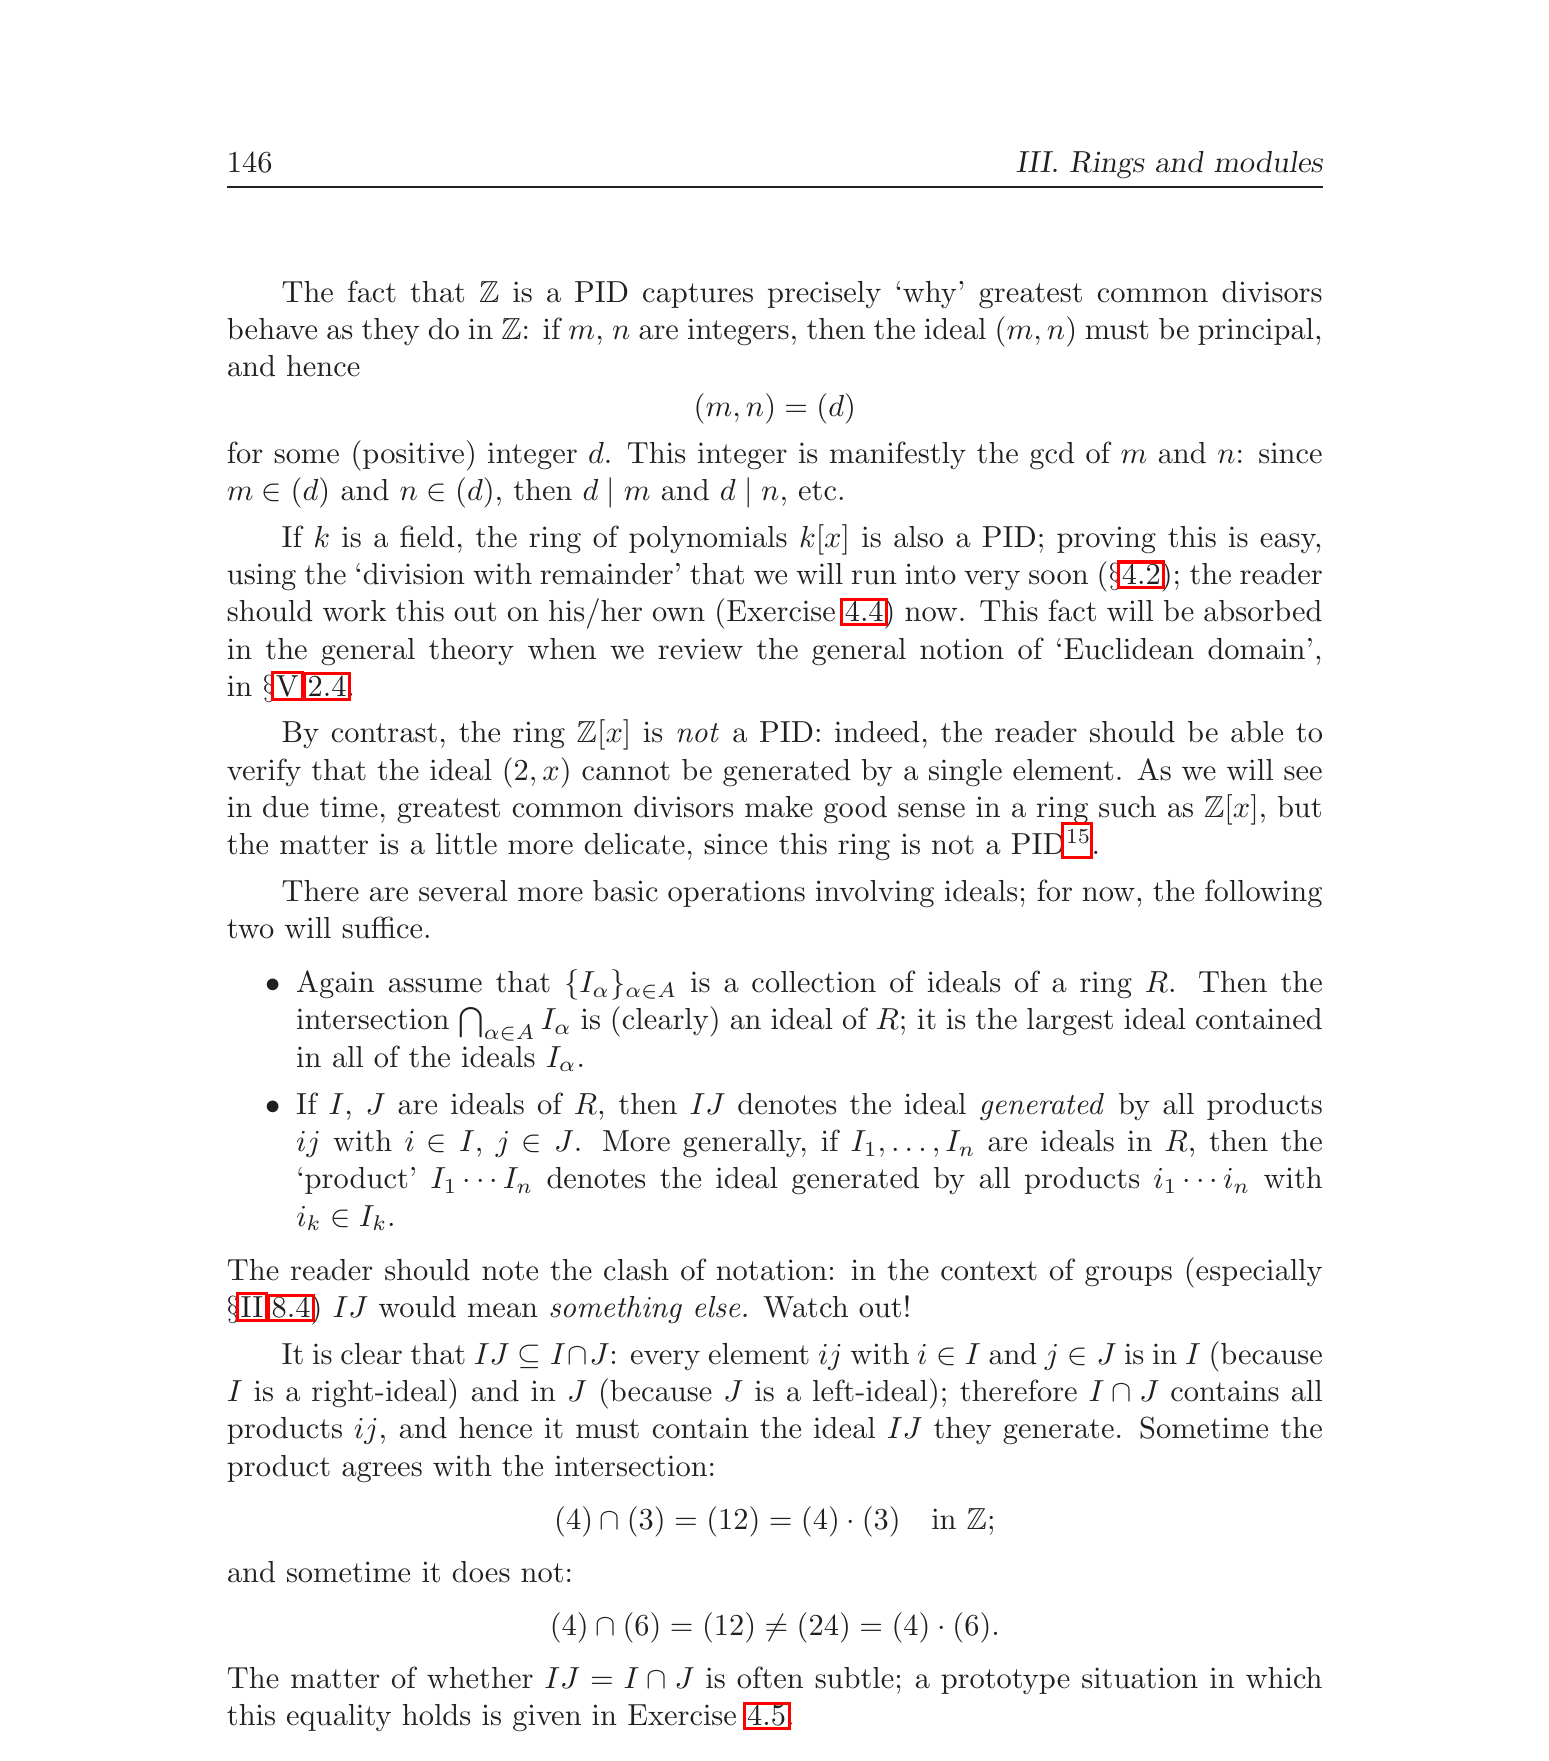 146 III. Rings and modules
The fact that ℤ is a PID captures precisely ‘why’ greatest common divisors
behave as they do in ℤ: if m, n are integers, then the ideal (m, n) must be principal,
and hence
(m, n) = (d)
for some (positive) integer d. This integer is manifestly the gcd of m and n: since
m ∈ (d) and n ∈ (d), then d | m and d | n, etc.
If k is a field, the ring of polynomials k[x] is also a PID; proving this is easy,
using the ‘division with remainder’ that we will run into very soon (§4.2); the reader
should work this out on his/her own (Exercise 4.4) now. This fact will be absorbed
in the general theory when we review the general notion of ‘Euclidean domain’,
in §V.2.4.
By contrast, the ring ℤ[x] is not a PID: indeed, the reader should be able to
verify that the ideal (2, x) cannot be generated by a single element. As we will see
in due time, greatest common divisors make good sense in a ring such as ℤ[x], but
the matter is a little more delicate, since this ring is not a PID¹⁵.
There are several more basic operations involving ideals; for now, the following
two will suffice.
• Again assume that {I_α}_{α∈A} is a collection of ideals of a ring R. Then the
intersection ⋂_{α∈A} I_α is (clearly) an ideal of R; it is the largest ideal contained
in all of the ideals I_α.
• If I, J are ideals of R, then IJ denotes the ideal generated by all products
ij with i ∈ I, j ∈ J. More generally, if I₁, . . . , Iₙ are ideals in R, then the
‘product’ I₁ · · · Iₙ denotes the ideal generated by all products i₁ · · · iₙ with
i_k ∈ I_k.
The reader should note the clash of notation: in the context of groups (especially
§II.8.4) IJ would mean something else. Watch out!
It is clear that IJ ⊆ I ∩ J: every element ij with i ∈ I and j ∈ J is in I (because
I is a right-ideal) and in J (because J is a left-ideal); therefore I ∩ J contains all
products ij, and hence it must contain the ideal IJ they generate. Sometime the
product agrees with the intersection:
(4) ∩ (3) = (12) = (4) · (3) in ℤ;
and sometime it does not:
(4) ∩ (6) = (12) ≠ (24) = (4) · (6).
The matter of whether IJ = I ∩ J is often subtle; a prototype situation in which
this equality holds is given in Exercise 4.5.